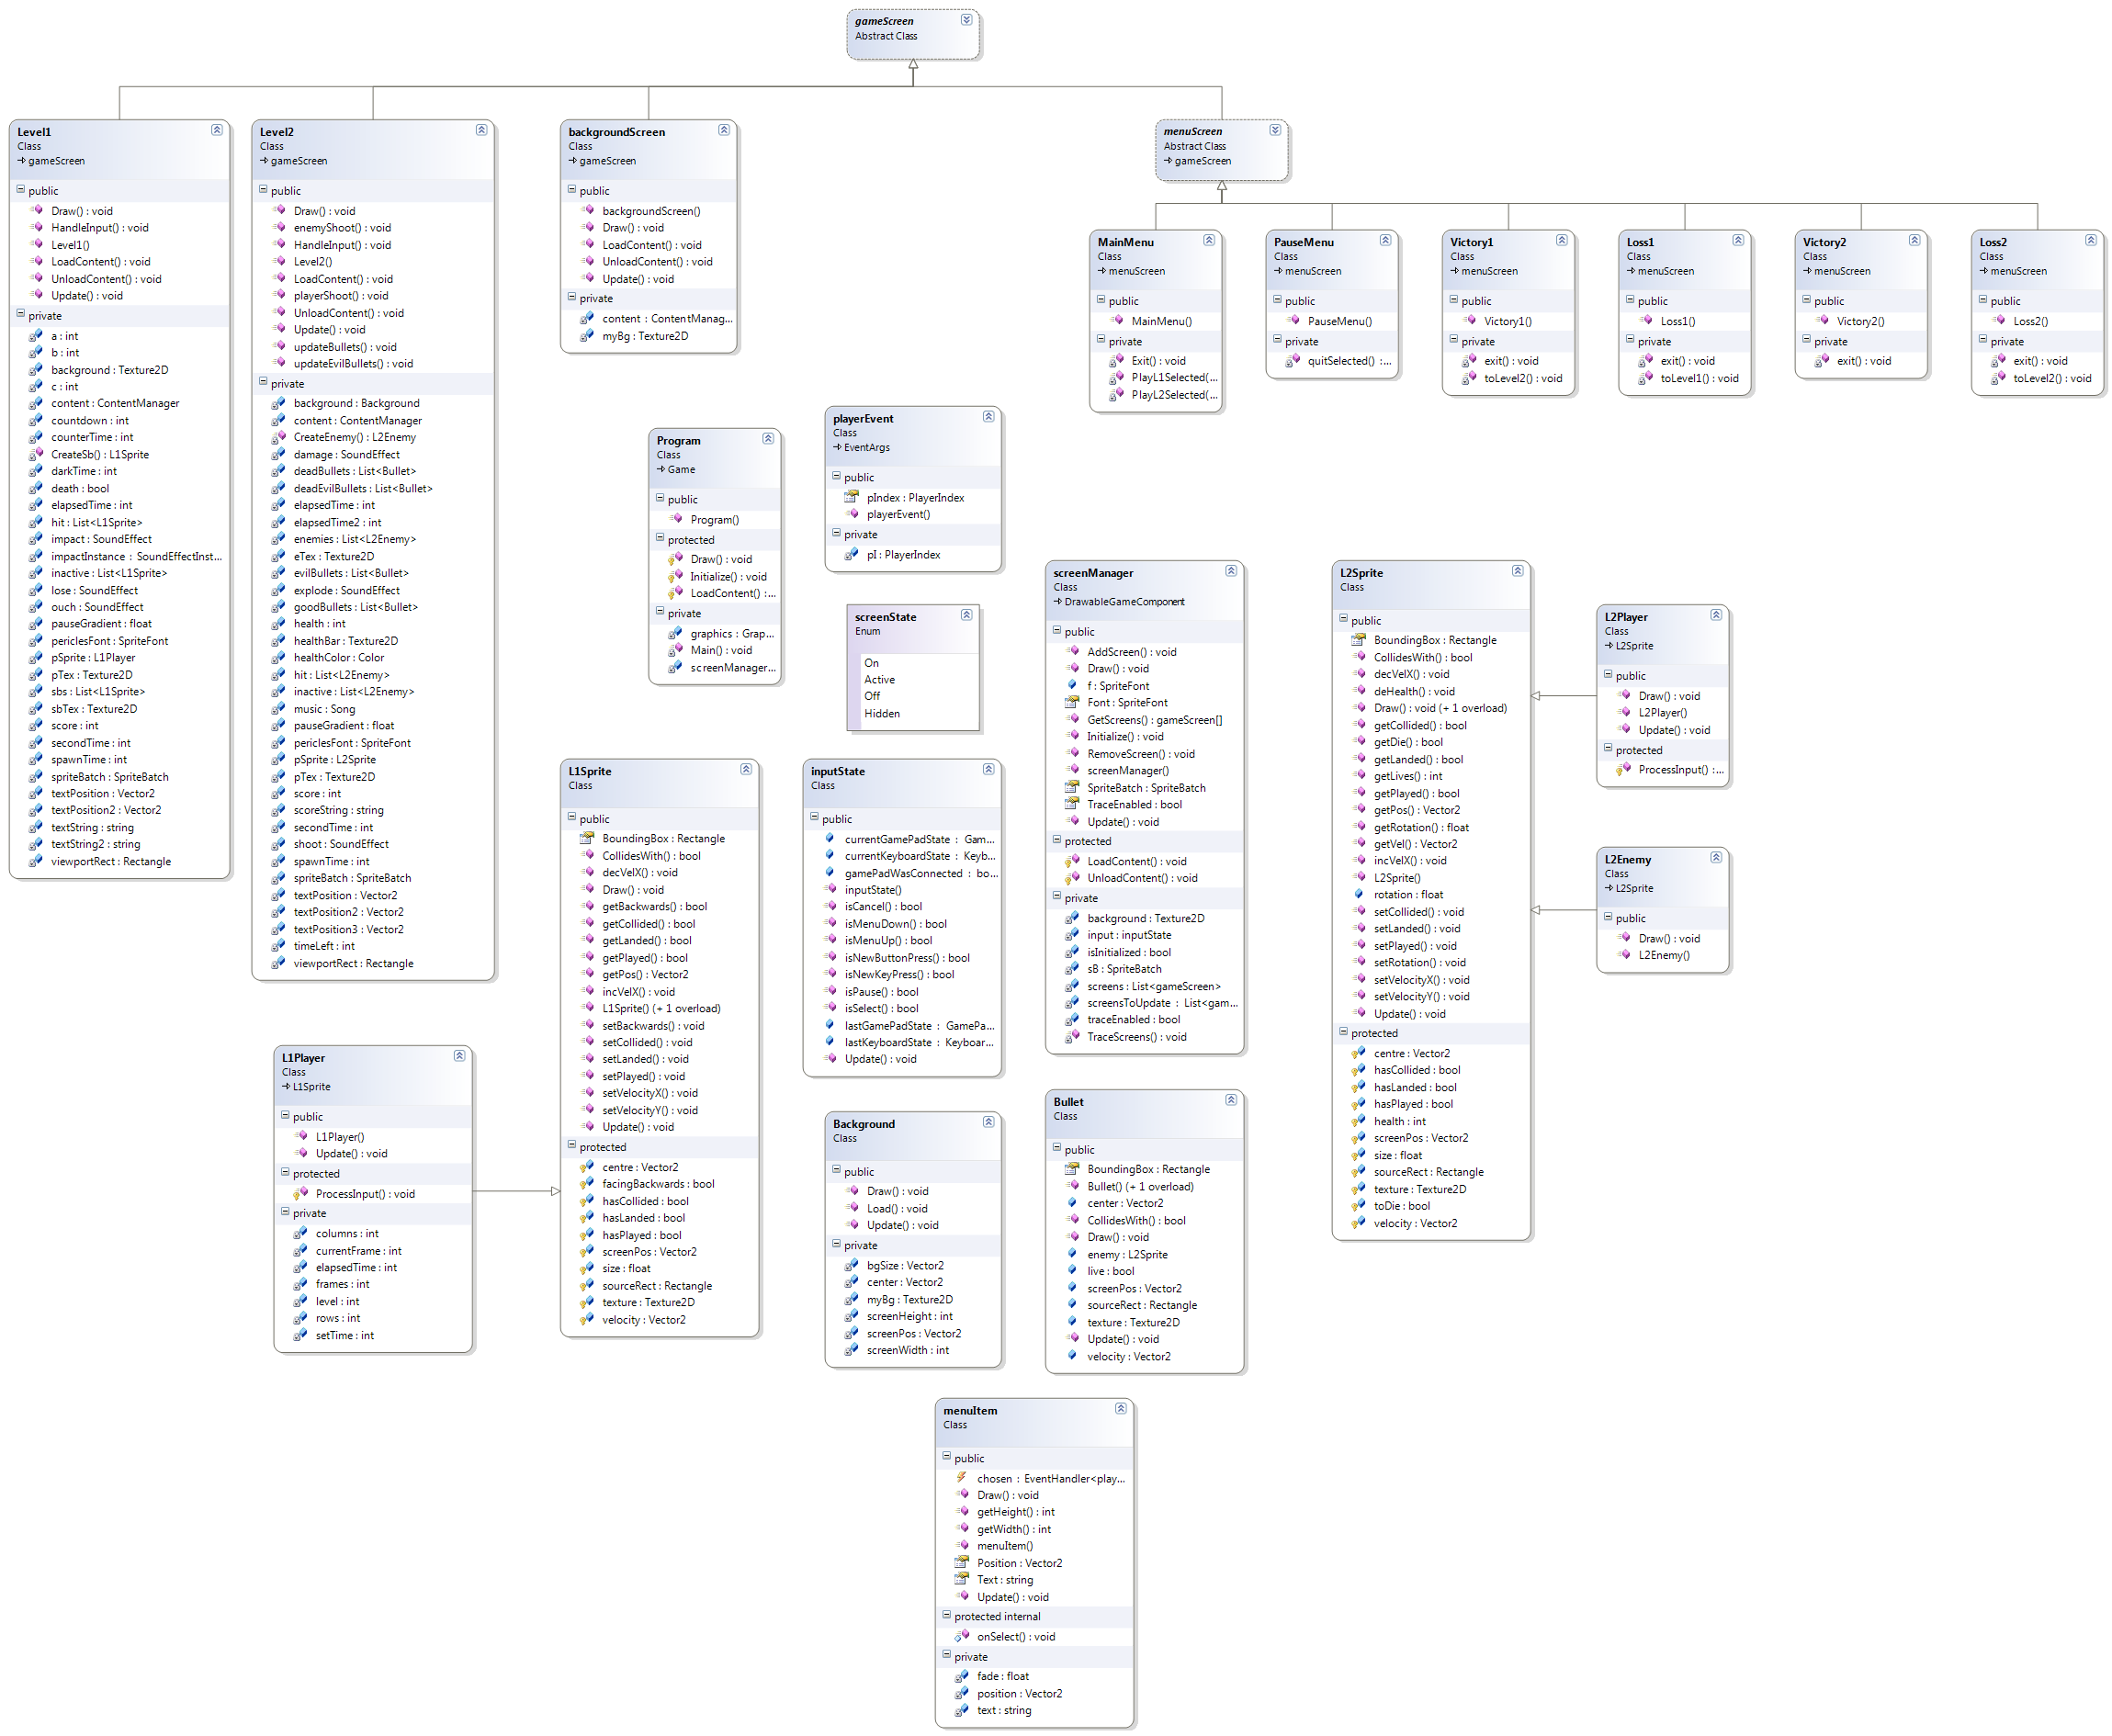 gameScreen
Abstract Class
Level1
Class
gameScreen
public
Draw() : void
HandleInput() : void
Level1()
LoadContent() : void
UnloadContent() : void
Update() : void
private
a : int
b : int
background : Texture2D
c : int
content : ContentManager
countdown : int
counterTime : int
CreateSb() : L1Sprite
darkTime : int
death : bool
elapsedTime : int
hit : List<L1Sprite>
impact : SoundEffect
impactInstance : SoundEffectInst...
inactive : List<L1Sprite>
lose : SoundEffect
ouch : SoundEffect
pauseGradient : float
periclesFont : SpriteFont
pSprite : L1Player
pTex : Texture2D
sbs : List<L1Sprite>
sbTex : Texture2D
score : int
secondTime : int
spawnTime : int
spriteBatch : SpriteBatch
textPosition : Vector2
textPosition2 : Vector2
textString : string
textString2 : string
viewportRect : Rectangle
Level2
Class
gameScreen
public
Draw() : void
enemyShoot() : void
HandleInput() : void
Level2()
LoadContent() : void
playerShoot() : void
UnloadContent() : void
Update() : void
updateBullets() : void
updateEvilBullets() : void
private
background : Background
content : ContentManager
CreateEnemy() : L2Enemy
damage : SoundEffect
deadBullets : List<Bullet>
deadEvilBullets : List<Bullet>
elapsedTime : int
elapsedTime2 : int
enemies : List<L2Enemy>
eTex : Texture2D
evilBullets : List<Bullet>
explode : SoundEffect
goodBullets : List<Bullet>
health : int
healthBar : Texture2D
healthColor : Color
hit : List<L2Enemy>
inactive : List<L2Enemy>
music : Song
pauseGradient : float
periclesFont : SpriteFont
pSprite : L2Sprite
pTex : Texture2D
score : int
scoreString : string
secondTime : int
shoot : SoundEffect
spawnTime : int
spriteBatch : SpriteBatch
textPosition : Vector2
textPosition2 : Vector2
textPosition3 : Vector2
timeLeft : int
viewportRect : Rectangle
backgroundScreen
Class
gameScreen
public
backgroundScreen()
Draw() : void
LoadContent() : void
UnloadContent() : void
Update() : void
private
content : ContentManag...
myBg : Texture2D
menuScreen
Abstract Class
gameScreen
MainMenu
Class
menuScreen
public
MainMenu()
private
Exit() : void
PlayL1Selected(...
PlayL2Selected(...
PauseMenu
Class
menuScreen
public
PauseMenu()
private
quitSelected() :...
Victory1
Class
menuScreen
public
Victory1()
private
exit() : void
toLevel2() : void
Loss1
Class
menuScreen
public
Loss1()
private
exit() : void
toLevel1() : void
Victory2
Class
menuScreen
public
Victory2()
private
exit() : void
Loss2
Class
menuScreen
public
Loss2()
private
exit() : void
toLevel2() : void
Program
Class
Game
public
Program()
protected
Draw() : void
Initialize() : void
LoadContent() :...
private
graphics : Grap...
Main() : void
screenManager...
playerEvent
Class
EventArgs
public
pIndex : PlayerIndex
playerEvent()
private
pI : PlayerIndex
screenState
Enum
On
Active
Off
Hidden
screenManager
Class
DrawableGameComponent
public
AddScreen() : void
Draw() : void
f : SpriteFont
Font : SpriteFont
GetScreens() : gameScreen[]
Initialize() : void
RemoveScreen() : void
screenManager()
SpriteBatch : SpriteBatch
TraceEnabled : bool
Update() : void
protected
LoadContent() : void
UnloadContent() : void
private
background : Texture2D
input : inputState
isInitialized : bool
sB : SpriteBatch
screens : List<gameScreen>
screensToUpdate : List<gam...
traceEnabled : bool
TraceScreens() : void
L2Sprite
Class
public
BoundingBox : Rectangle
CollidesWith() : bool
decVelX() : void
deHealth() : void
Draw() : void (+ 1 overload)
getCollided() : bool
getDie() : bool
getLanded() : bool
getLives() : int
getPlayed() : bool
getPos() : Vector2
getRotation() : float
getVel() : Vector2
incVelX() : void
L2Sprite()
rotation : float
setCollided() : void
setLanded() : void
setPlayed() : void
setRotation() : void
setVelocityX() : void
setVelocityY() : void
Update() : void
protected
centre : Vector2
hasCollided : bool
hasLanded : bool
hasPlayed : bool
health : int
screenPos : Vector2
size : float
sourceRect : Rectangle
texture : Texture2D
toDie : bool
velocity : Vector2
L2Player
Class
L2Sprite
public
Draw() : void
L2Player()
Update() : void
protected
ProcessInput() :...
L2Enemy
Class
L2Sprite
public
Draw() : void
L2Enemy()
L1Sprite
Class
public
BoundingBox : Rectangle
CollidesWith() : bool
decVelX() : void
Draw() : void
getBackwards() : bool
getCollided() : bool
getLanded() : bool
getPlayed() : bool
getPos() : Vector2
incVelX() : void
L1Sprite() (+ 1 overload)
setBackwards() : void
setCollided() : void
setLanded() : void
setPlayed() : void
setVelocityX() : void
setVelocityY() : void
Update() : void
protected
centre : Vector2
facingBackwards : bool
hasCollided : bool
hasLanded : bool
hasPlayed : bool
screenPos : Vector2
size : float
sourceRect : Rectangle
texture : Texture2D
velocity : Vector2
inputState
Class
public
currentGamePadState : Gam...
currentKeyboardState : Keyb...
gamePadWasConnected : bo...
inputState()
isCancel() : bool
isMenuDown() : bool
isMenuUp() : bool
isNewButtonPress() : bool
isNewKeyPress() : bool
isPause() : bool
isSelect() : bool
lastGamePadState : GamePa...
lastKeyboardState : Keyboar...
Update() : void
L1Player
Class
L1Sprite
public
L1Player()
Update() : void
protected
ProcessInput() : void
private
columns : int
currentFrame : int
elapsedTime : int
frames : int
level : int
rows : int
setTime : int
Background
Class
public
Draw() : void
Load() : void
Update() : void
private
bgSize : Vector2
center : Vector2
myBg : Texture2D
screenHeight : int
screenPos : Vector2
screenWidth : int
Bullet
Class
public
BoundingBox : Rectangle
Bullet() (+ 1 overload)
center : Vector2
CollidesWith() : bool
Draw() : void
enemy : L2Sprite
live : bool
screenPos : Vector2
sourceRect : Rectangle
texture : Texture2D
Update() : void
velocity : Vector2
menuItem
Class
public
chosen : EventHandler<play...
Draw() : void
getHeight() : int
getWidth() : int
menuItem()
Position : Vector2
Text : string
Update() : void
protected internal
onSelect() : void
private
fade : float
position : Vector2
text : string